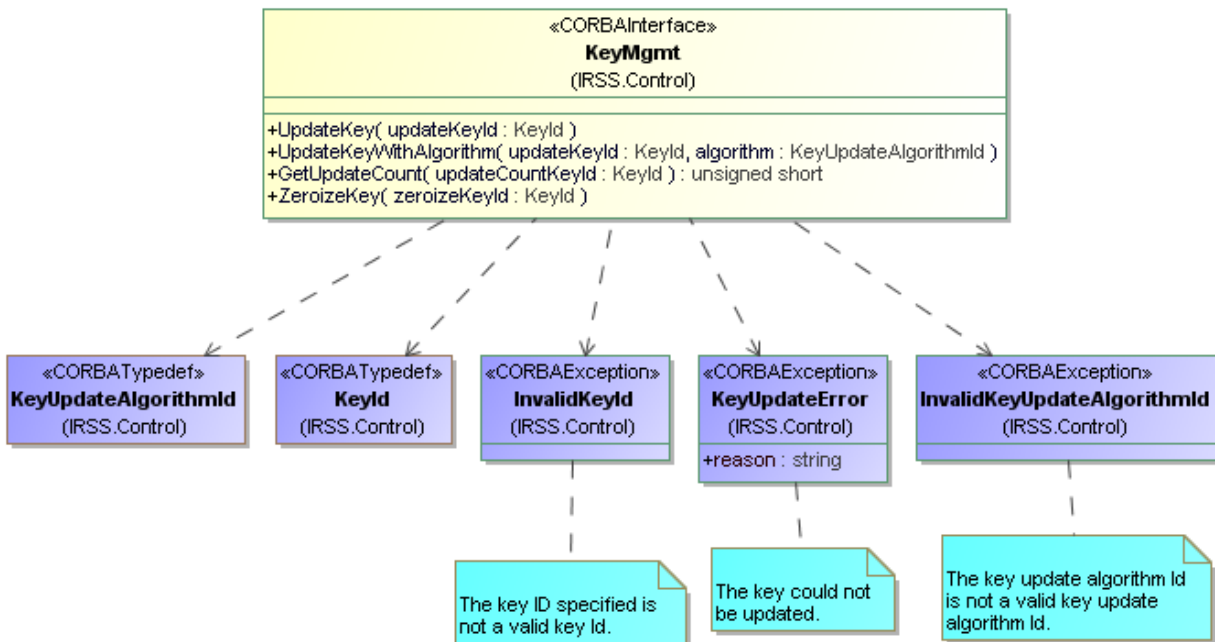 «CORBAInterface»
KeyMgmt
(IRSS.Control)
+UpdateKey( updateKeyId : KeyId )
+UpdateKeyWithAlgorithm( updateKeyId : KeyId, algorithm : KeyUpdateAlgorithmId )
+GetUpdateCount( updateCountKeyId : KeyId ) : unsigned short
+ZeroizeKey( zeroizeKeyId : KeyId )
«CORBATypedef»
KeyUpdateAlgorithmId
(IRSS.Control)
«CORBATypedef»
KeyId
(IRSS.Control)
«CORBAException»
InvalidKeyId
(IRSS.Control)
«CORBAException»
KeyUpdateError
(IRSS.Control)
+reason : string
«CORBAException»
InvalidKeyUpdateAlgorithmId
(IRSS.Control)
The key ID specified is
not a valid key Id.
The key could not
be updated.
The key update algorithm Id
is not a valid key update
algorithm Id.